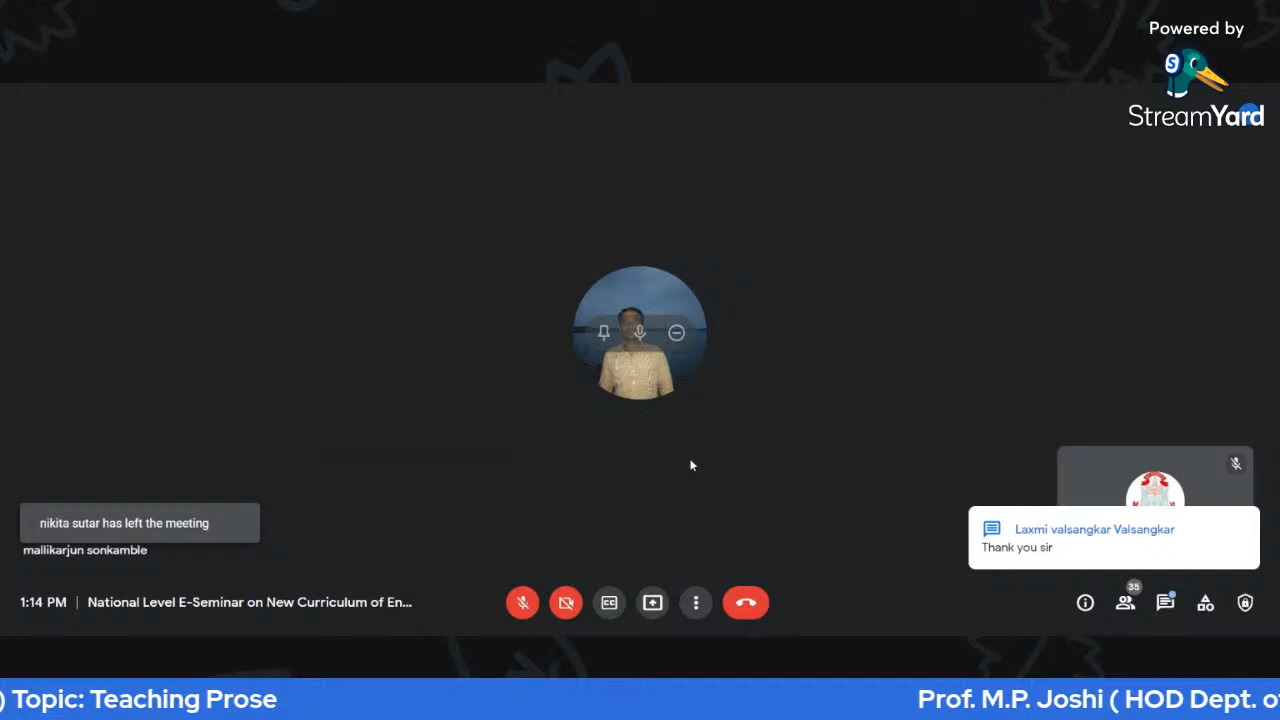 Powered by
StreamYard
nikita sutar has left the meeting
mallikarjun sonkamble
Laxmi valsangkar Valsangkar
Thank you sir
1:14 PM | National Level E-Seminar on New Curriculum of En...
CC
35
) Topic: Teaching Prose
Prof. M.P. Joshi ( HOD Dept. of